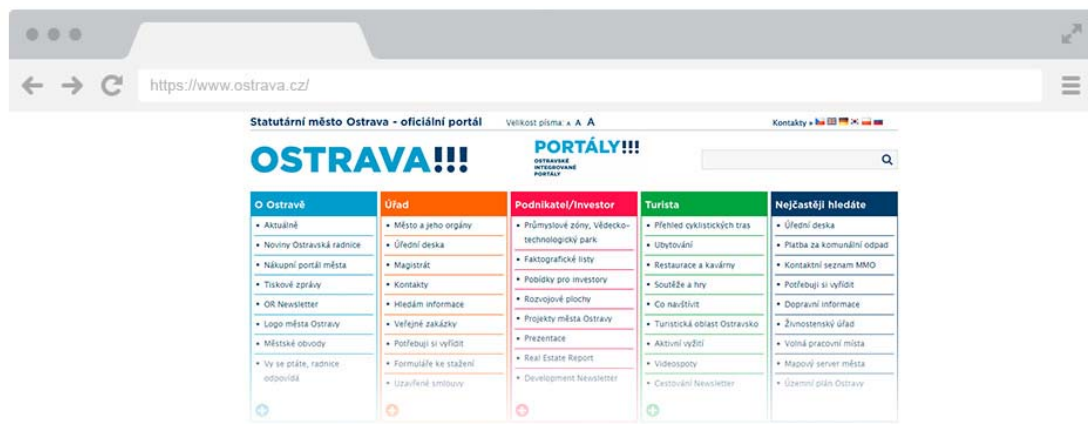 https://www.ostrava.cz/
Statutární město Ostrava - oficiální portál
Velikost písma: A A A
Kontakty »
OSTRAVA!!!
PORTÁLY!!!
OSTRAVSKÉ
INTEGROVANÉ
PORTÁLY
O Ostravě
• Aktuálně
• Noviny Ostravská radnice
• Nákupní portál města
• Tiskové zprávy
• OR Newsletter
• Logo města Ostravy
• Městské obvody
• Vy se ptáte, radnice
odpovídá
Úřad
• Město a jeho orgány
• Úřední deska
• Magistrát
• Kontakty
• Hledám informace
• Veřejné zakázky
• Potřebuji si vyřídit
• Formuláře ke stažení
• Uzavřené smlouvy
Podnikatel/Investor
• Průmyslové zóny, Vědecko-
technologický park
• Faktografické listy
• Pobídky pro investory
• Rozvojové plochy
• Projekty města Ostravy
• Prezentace
• Real Estate Report
• Development Newsletter
Turista
• Přehled cyklistických tras
• Ubytování
• Restaurace a kavárny
• Soutěže a hry
• Co navštívit
• Turistická oblast Ostravsko
• Aktivní vyžití
• Videospoty
• Cestování Newsletter
Nejčastěji hledáte
• Úřední deska
• Platba za komunální odpad
• Kontaktní seznam MMO
• Potřebuji si vyřídit
• Dopravní informace
• Živnostenský úřad
• Volná pracovní místa
• Mapový server města
• Územní plán Ostravy